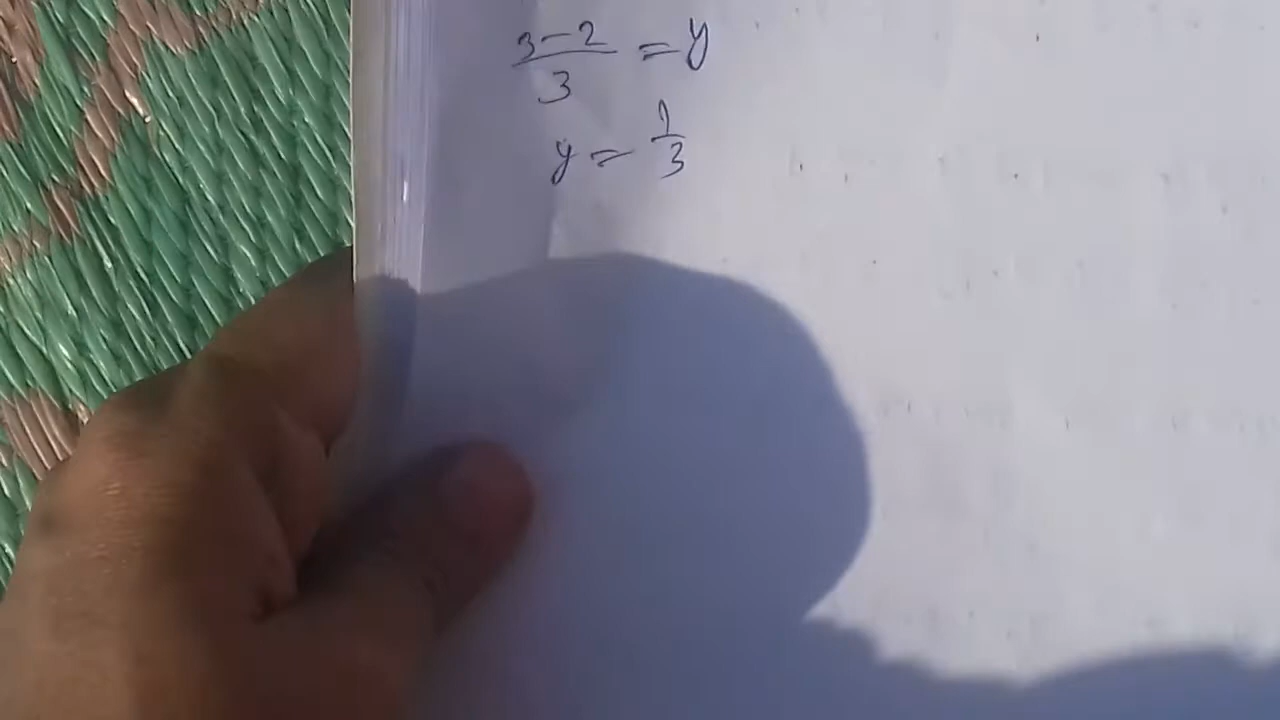 3-2/3 = y
y = 1/3